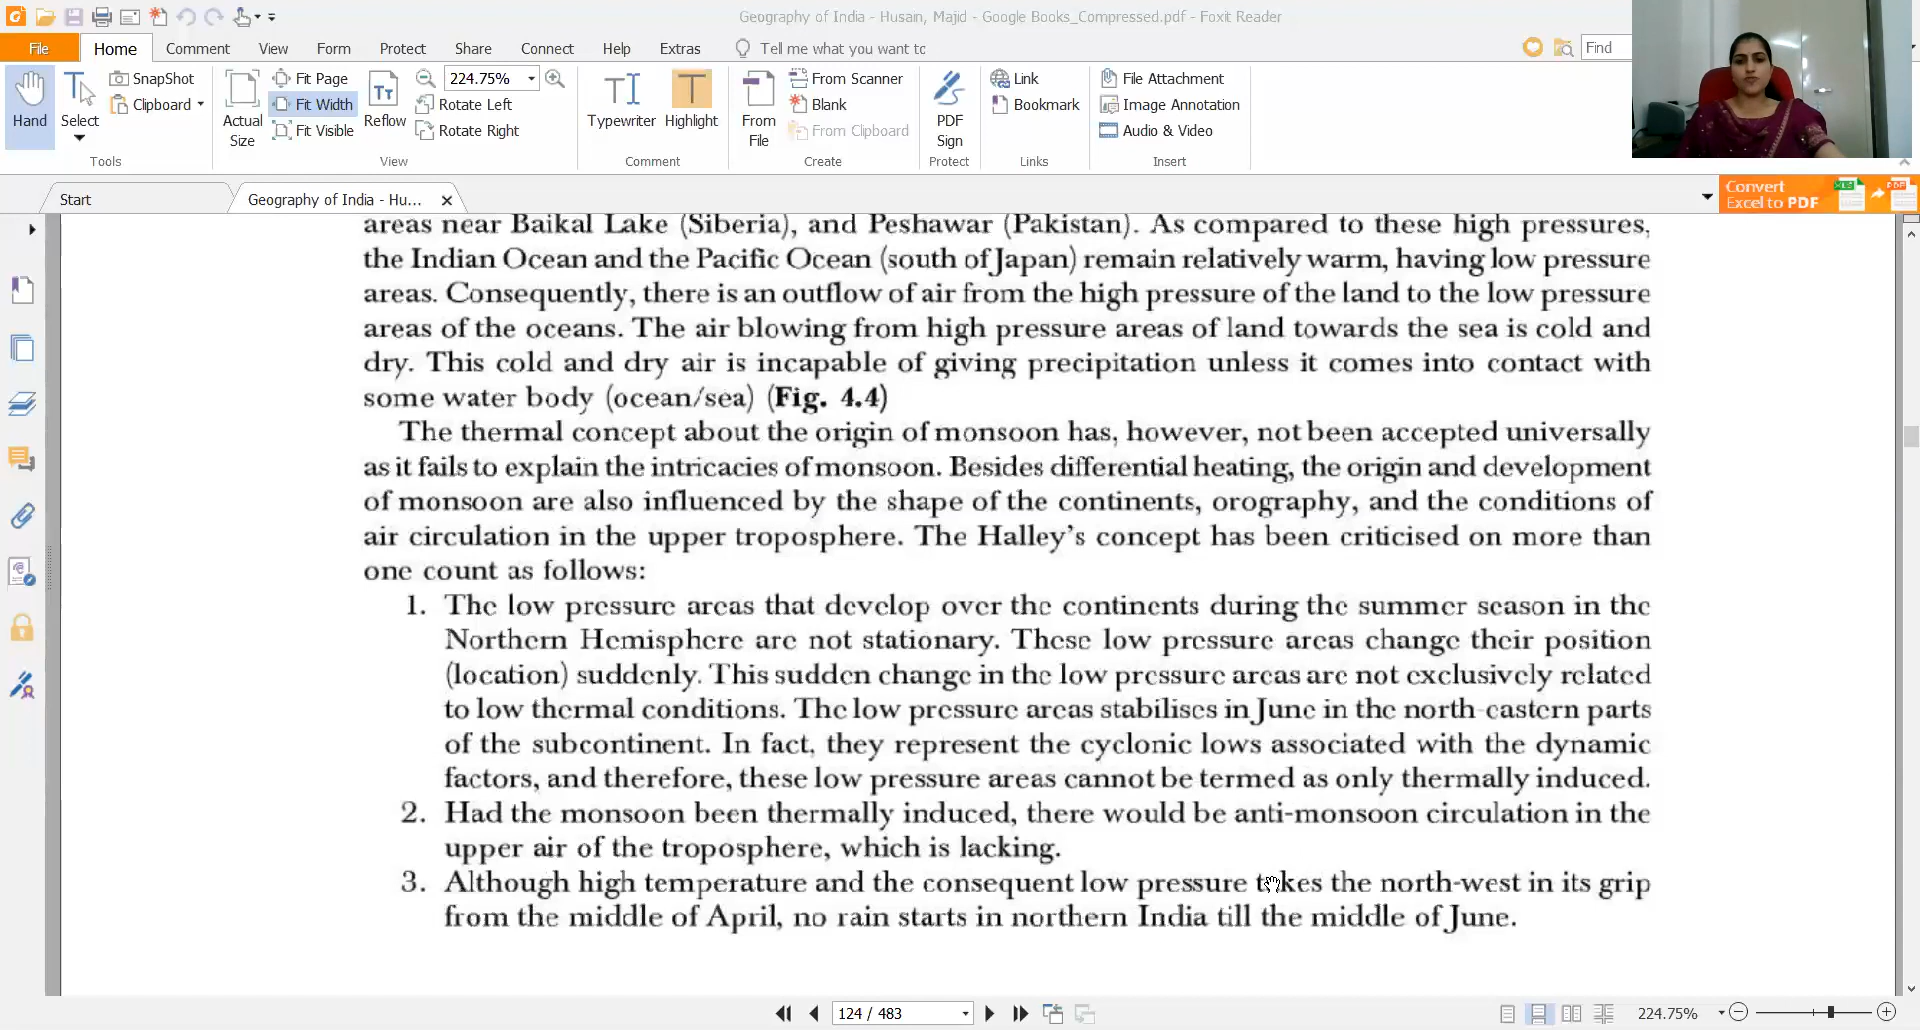 Geography of India - Husain, Majid - Google Books_Compressed.pdf - Foxit Reader
File Home Comment View Form Protect Share Connect Help Extras Tell me what you want to Find
Hand Select SnapShot Clipboard Tools
Actual Size Fit Page Fit Width Fit Visible Reflow 224.75% Rotate Left Rotate Right View
Typewriter Highlight Comment
From File From Scanner Blank From Clipboard Create
PDF Sign Protect
Link Bookmark Links
File Attachment Image Annotation Audio & Video Insert
Start Geography of India - Hu...
Convert
Excel to PDF
areas near Baikal Lake (Siberia), and Peshawar (Pakistan). As compared to these high pressures,
the Indian Ocean and the Pacific Ocean (south of Japan) remain relatively warm, having low pressure
areas. Consequently, there is an outflow of air from the high pressure of the land to the low pressure
areas of the oceans. The air blowing from high pressure areas of land towards the sea is cold and
dry. This cold and dry air is incapable of giving precipitation unless it comes into contact with
some water body (ocean/sea) (Fig. 4.4)
The thermal concept about the origin of monsoon has, however, not been accepted universally
as it fails to explain the intricacies of monsoon. Besides differential heating, the origin and development
of monsoon are also influenced by the shape of the continents, orography, and the conditions of
air circulation in the upper troposphere. The Halley's concept has been criticised on more than
one count as follows:
1. The low pressure areas that develop over the continents during the summer season in the
Northern Hemisphere are not stationary. These low pressure areas change their position
(location) suddenly. This sudden change in the low pressure areas are not exclusively related
to low thermal conditions. The low pressure areas stabilises in June in the north-eastern parts
of the subcontinent. In fact, they represent the cyclonic lows associated with the dynamic
factors, and therefore, these low pressure areas cannot be termed as only thermally induced.
2. Had the monsoon been thermally induced, there would be anti-monsoon circulation in the
upper air of the troposphere, which is lacking.
3. Although high temperature and the consequent low pressure takes the north-west in its grip
from the middle of April, no rain starts in northern India till the middle of June.
124 / 483 224.75%